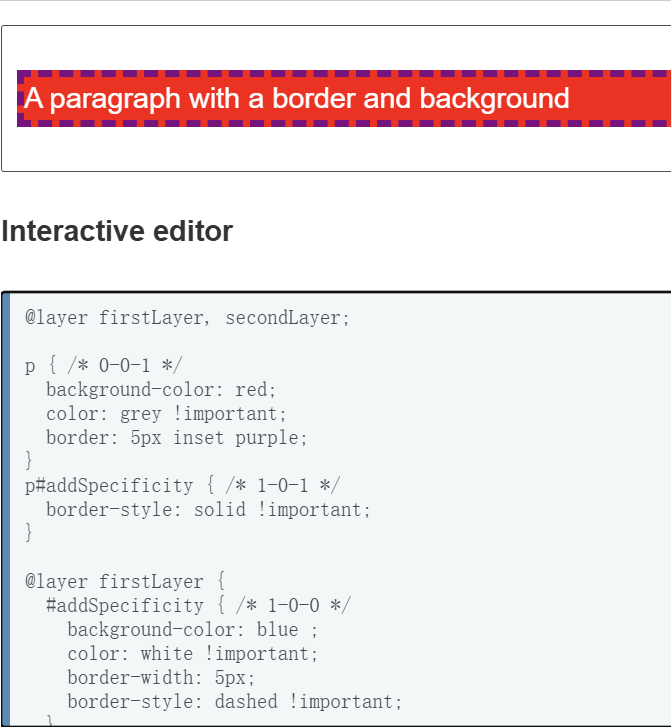 A paragraph with a border and background
Interactive editor
@layer firstLayer, secondLayer;
p { /* 0-0-1 */
background-color: red;
color: grey !important;
border: 5px inset purple;
}
p#addSpecificity { /* 1-0-1 */
border-style: solid !important;
}
@layer firstLayer {
#addSpecificity { /* 1-0-0 */
background-color: blue ;
color: white !important;
border-width: 5px;
border-style: dashed !important;
}